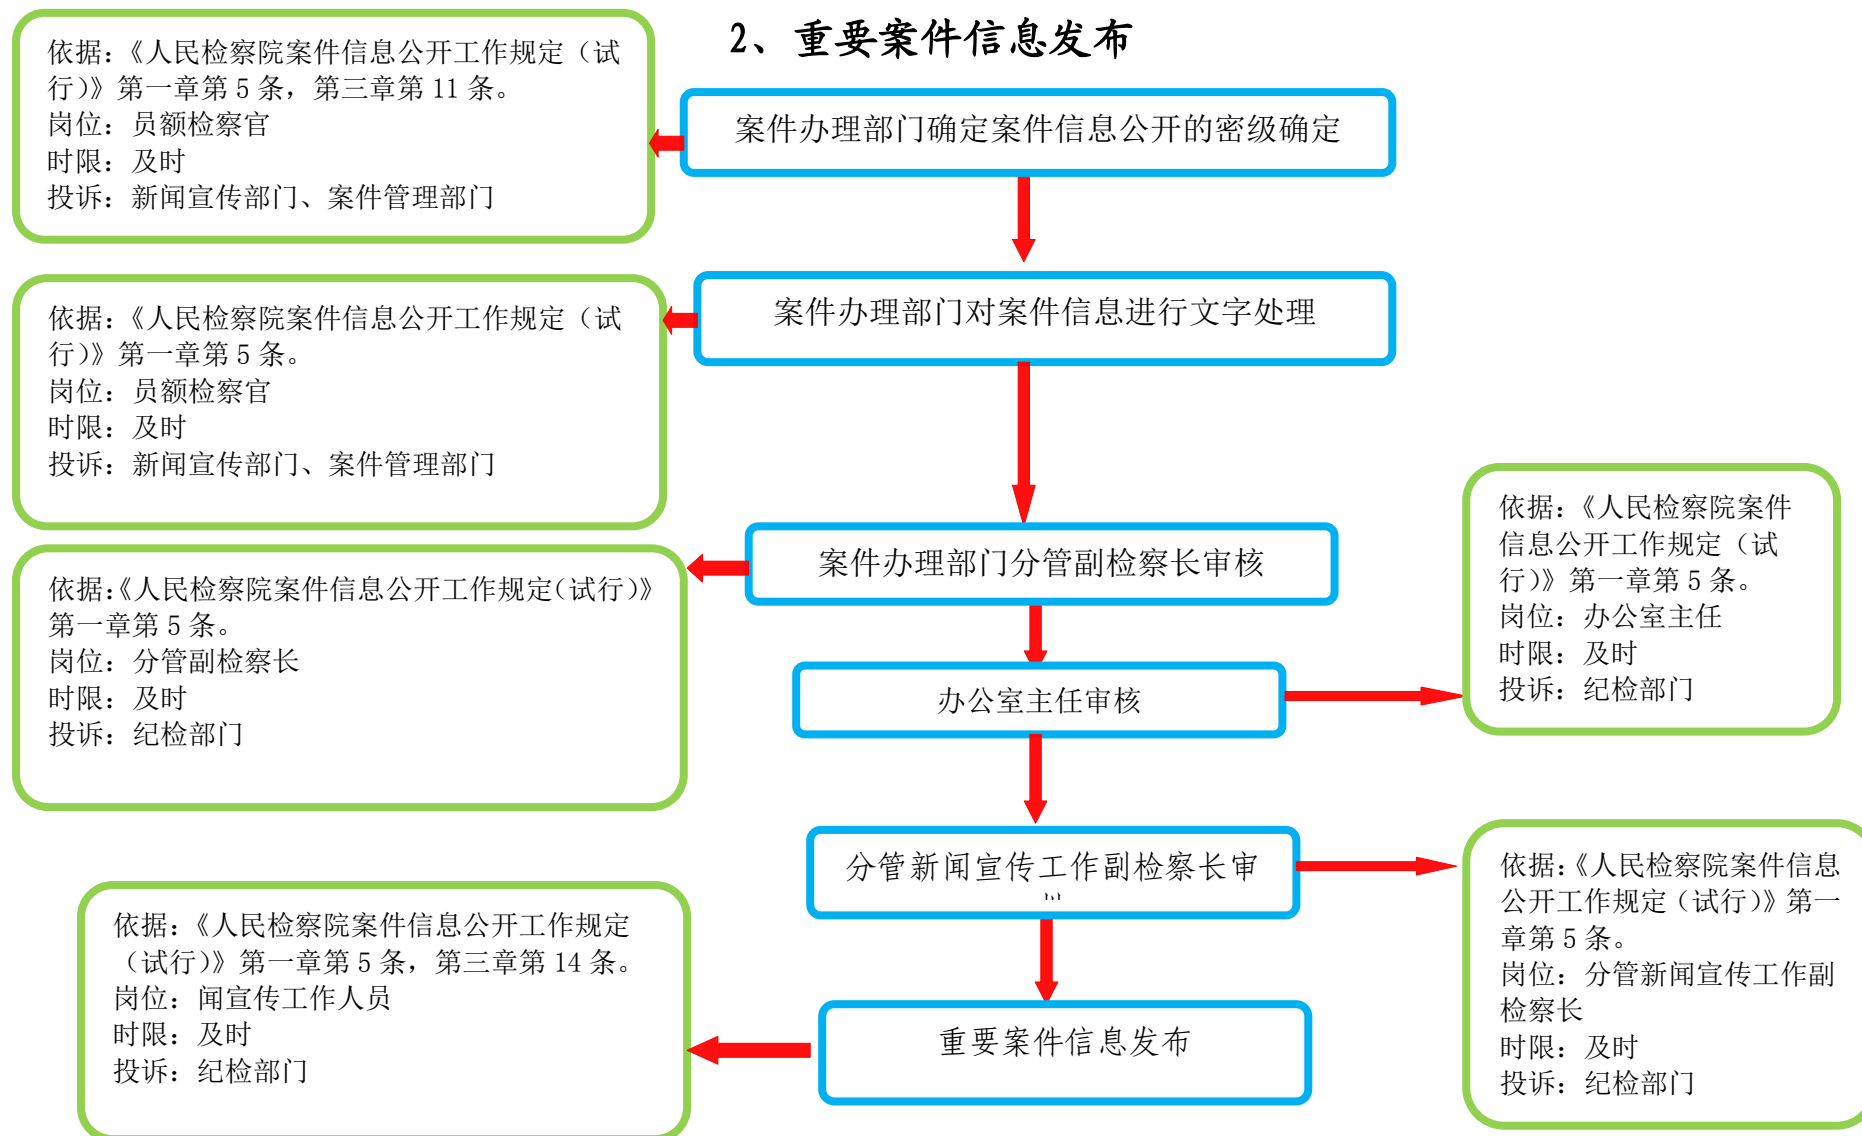 2、重要案件信息发布
依据：《人民检察院案件信息公开工作规定（试
行）》第一章第 5 条，第三章第 11 条。
岗位：员额检察官
时限：及时
投诉：新闻宣传部门、案件管理部门
案件办理部门确定案件信息公开的密级确定
依据：《人民检察院案件信息公开工作规定（试
行）》第一章第 5 条。
岗位：员额检察官
时限：及时
投诉：新闻宣传部门、案件管理部门
案件办理部门对案件信息进行文字处理
依据：《人民检察院案件信息公开工作规定（试行）》
第一章第 5 条。
岗位：分管副检察长
时限：及时
投诉：纪检部门
案件办理部门分管副检察长审核
办公室主任审核
依据：《人民检察院案件
信息公开工作规定（试
行）》第一章第 5 条。
岗位：办公室主任
时限：及时
投诉：纪检部门
分管新闻宣传工作副检察长审
依据：《人民检察院案件信息
公开工作规定（试行）》第一
章第 5 条。
岗位：分管新闻宣传工作副
检察长
时限：及时
投诉：纪检部门
依据：《人民检察院案件信息公开工作规定
（试行）》第一章第 5 条，第三章第 14 条。
岗位：闻宣传工作人员
时限：及时
投诉：纪检部门
重要案件信息发布